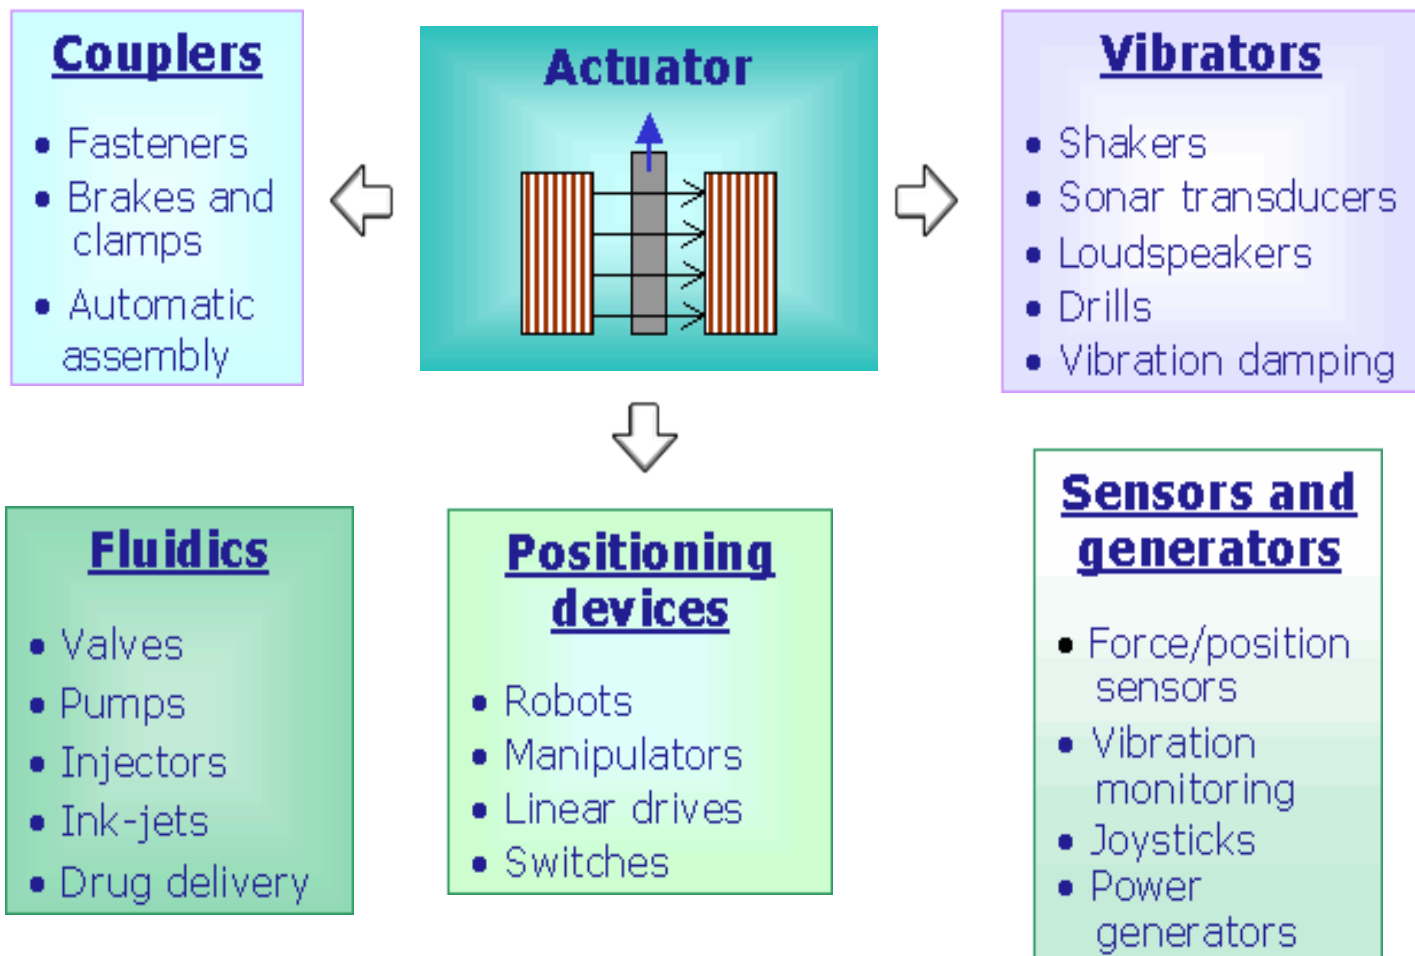 Couplers
• Fasteners
• Brakes and
clamps
• Automatic
assembly
Actuator
Vibrators
• Shakers
• Sonar transducers
• Loudspeakers
• Drills
• Vibration damping
Fluidics
• Valves
• Pumps
• Injectors
• Ink-jets
• Drug delivery
Positioning
devices
• Robots
• Manipulators
• Linear drives
• Switches
Sensors and
generators
• Force/position
sensors
• Vibration
monitoring
• Joysticks
• Power
generators